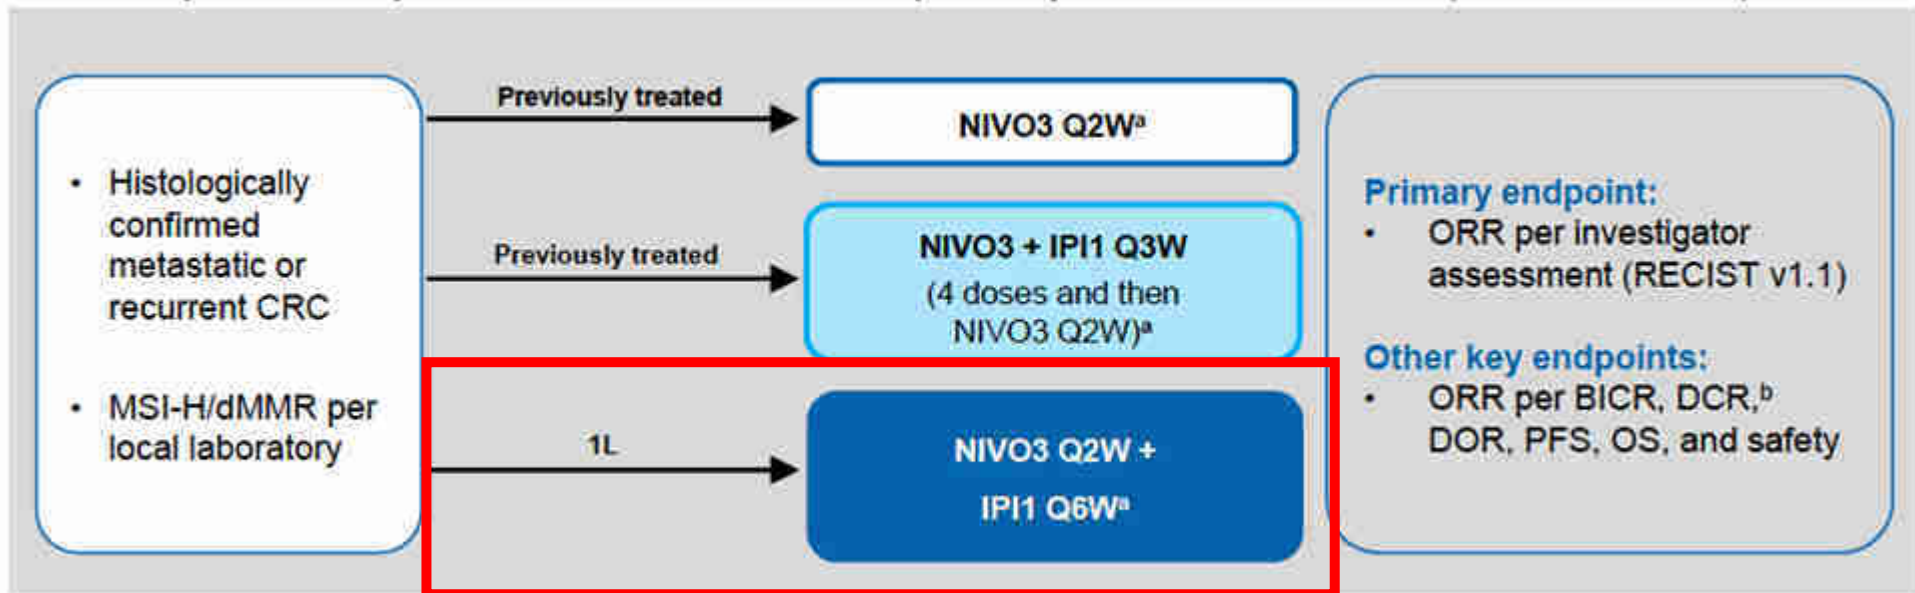 • Histologically
confirmed
metastatic or
recurrent CRC
• MSI-H/dMMR per
local laboratory
Previously treated
NIVO3 Q2Wᵃ
Previously treated
NIVO3 + IPI1 Q3W
(4 doses and then
NIVO3 Q2W)ᵃ
1L
NIVO3 Q2W +
IPI1 Q6Wᵃ
Primary endpoint:
• ORR per investigator
assessment (RECIST v1.1)
Other key endpoints:
• ORR per BICR, DCR,ᵇ
DOR, PFS, OS, and safety